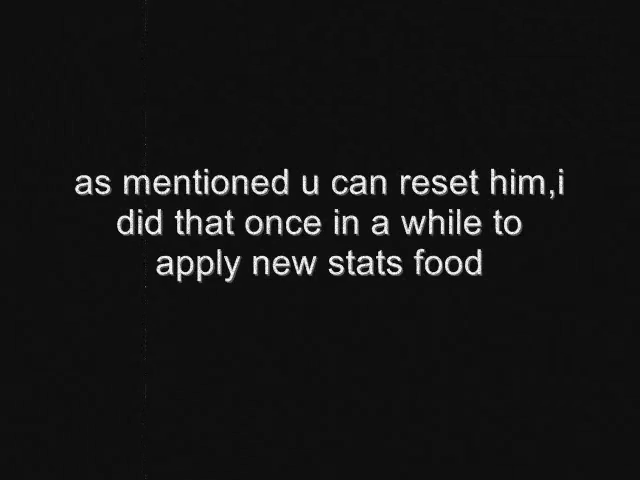 as mentioned u can reset him,i
did that once in a while to
apply new stats food